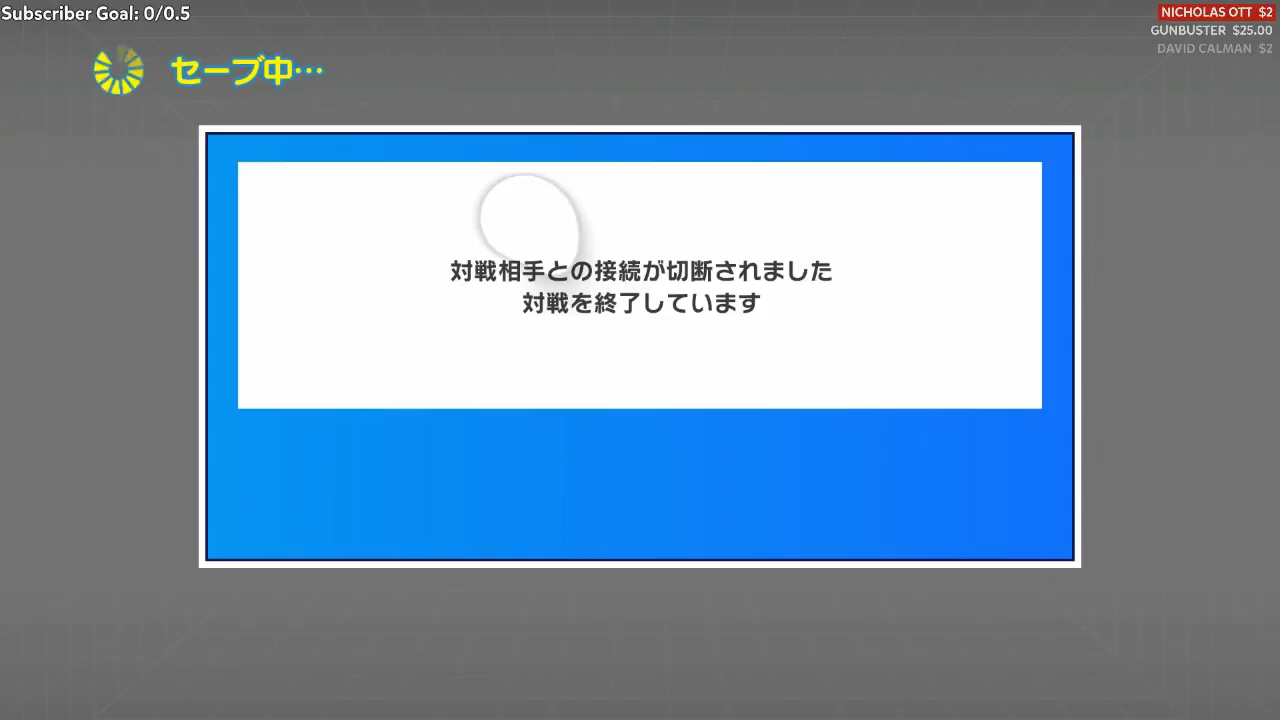 Subscriber Goal: 0/0.5
NICHOLAS OTT $2
GUNBUSTER $25.00
DAVID CALMAN $2
セーブ中…
対戦相手との接続が切断されました
対戦を終了しています